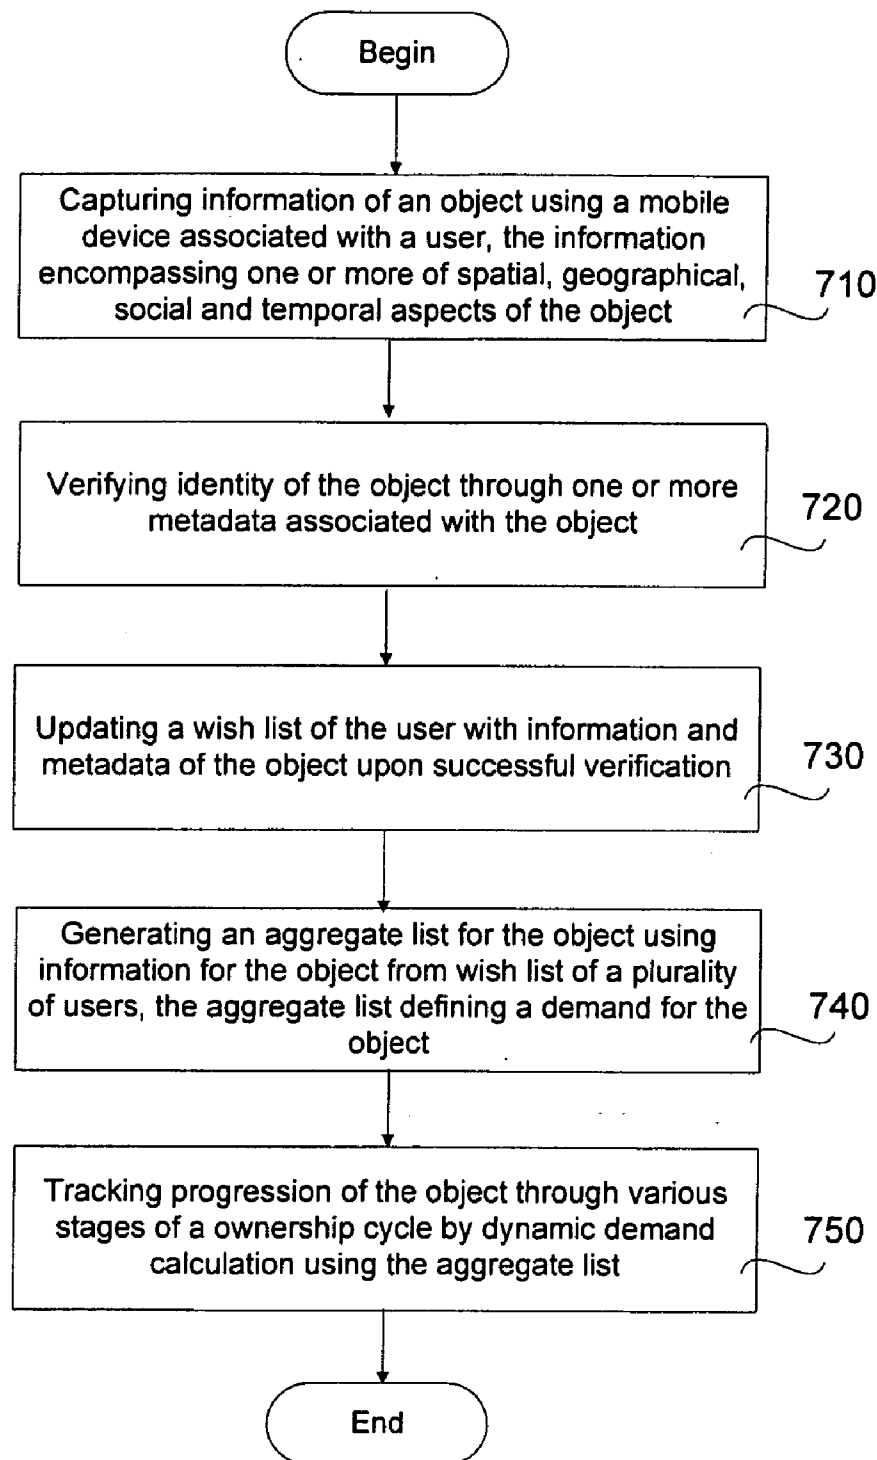 Begin
Capturing information of an object using a mobile
device associated with a user, the information
encompassing one or more of spatial, geographical,
social and temporal aspects of the object
710
Verifying identity of the object through one or more
metadata associated with the object
720
Updating a wish list of the user with information and
metadata of the object upon successful verification
730
Generating an aggregate list for the object using
information for the object from wish list of a plurality
of users, the aggregate list defining a demand for the
object
740
Tracking progression of the object through various
stages of a ownership cycle by dynamic demand
calculation using the aggregate list
750
End